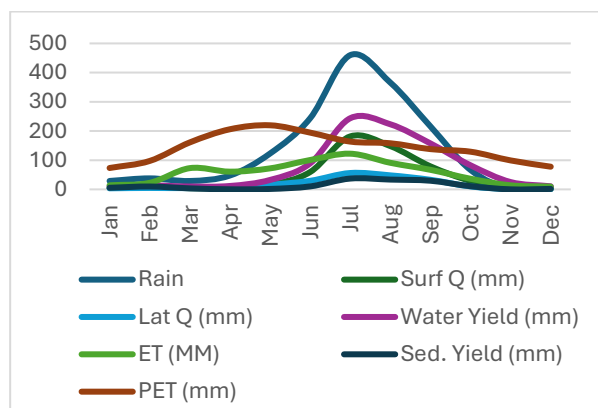 500
400
300
200
100
0
Jan Feb Mar Apr May Jun Jul Aug Sep Oct Nov Dec
Rain Surf Q (mm)
Lat Q (mm) Water Yield (mm)
ET (MM) Sed. Yield (mm)
PET (mm)